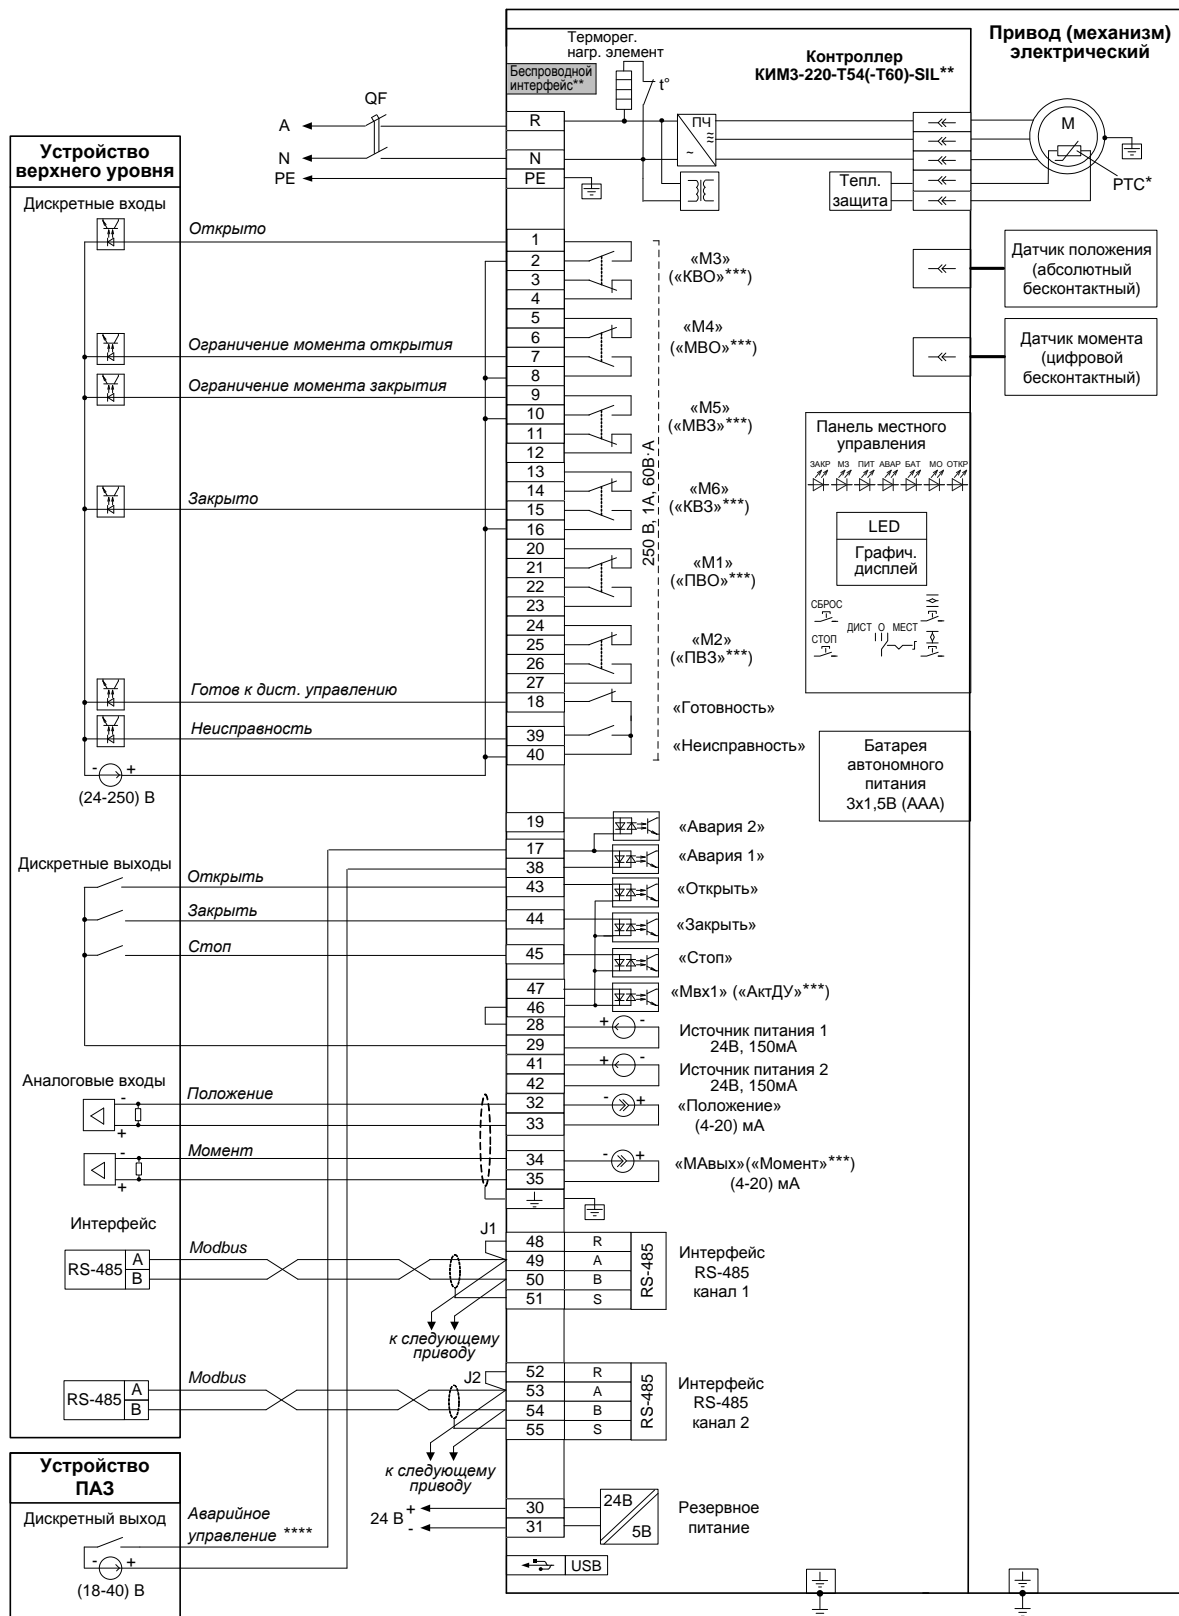 Привод (механизм)
электрический
Контроллер
КИМ3-220-Т54(-Т60)-SIL**
Терморег.
нагр. элемент
t°
Беспроводной
интерфейс**
QF
A
N
PE
R
N
PE
ПЧ
~
M
PTC*
Тепл.
защита
Датчик положения
(абсолютный
бесконтактный)
Датчик момента
(цифровой
бесконтактный)
Устройство
верхнего уровня
Дискретные входы
Открыто
Ограничение момента открытия
Ограничение момента закрытия
Закрыто
Готов к дист. управлению
Неисправность
- +
(24-250) В
1
2
3
4
«М3»
(«КВО»***)
5
6
7
8
«М4»
(«МВО»***)
9
10
11
12
«М5»
(«МВЗ»***)
13
14
15
16
«М6»
(«КВЗ»***)
20
21
22
23
«М1»
(«ПВО»***)
24
25
26
27
«М2»
(«ПВЗ»***)
18
«Готовность»
39
40
«Неисправность»
250 В, 1А, 60В·А
Панель местного
управления
ЗАКР МЗ ПИТ АВАР БАТ МО ОТКР
LED
Графич.
дисплей
СБРОС
СТОП
ДИСТ О МЕСТ
Батарея
автономного
питания
3х1,5В (ААА)
Дискретные выходы
Открыть
Закрыть
Стоп
19
17
38
43
44
45
47
46
28
29
41
42
«Авария 2»
«Авария 1»
«Открыть»
«Закрыть»
«Стоп»
«Мвх1» («АктДУ»***)
+ -
Источник питания 1
24В, 150мА
+ -
Источник питания 2
24В, 150мА
Аналоговые входы
- +
Положение
32
33
- +
«Положение»
(4-20) мА
- +
Момент
34
35
- +
«МАвых»(«Момент»***)
(4-20) мА
Интерфейс
RS-485
A
B
Modbus
J1
48 R
49 A
50 B
51 S
RS-485
Интерфейс
RS-485
канал 1
к следующему
приводу
RS-485
A
B
Modbus
J2
52 R
53 A
54 B
55 S
RS-485
Интерфейс
RS-485
канал 2
к следующему
приводу
Устройство
ПАЗ
Дискретный выход
Аварийное
управление ****
- +
(18-40) В
24 В
+
-
30
31
24В
5В
Резервное
питание
USB